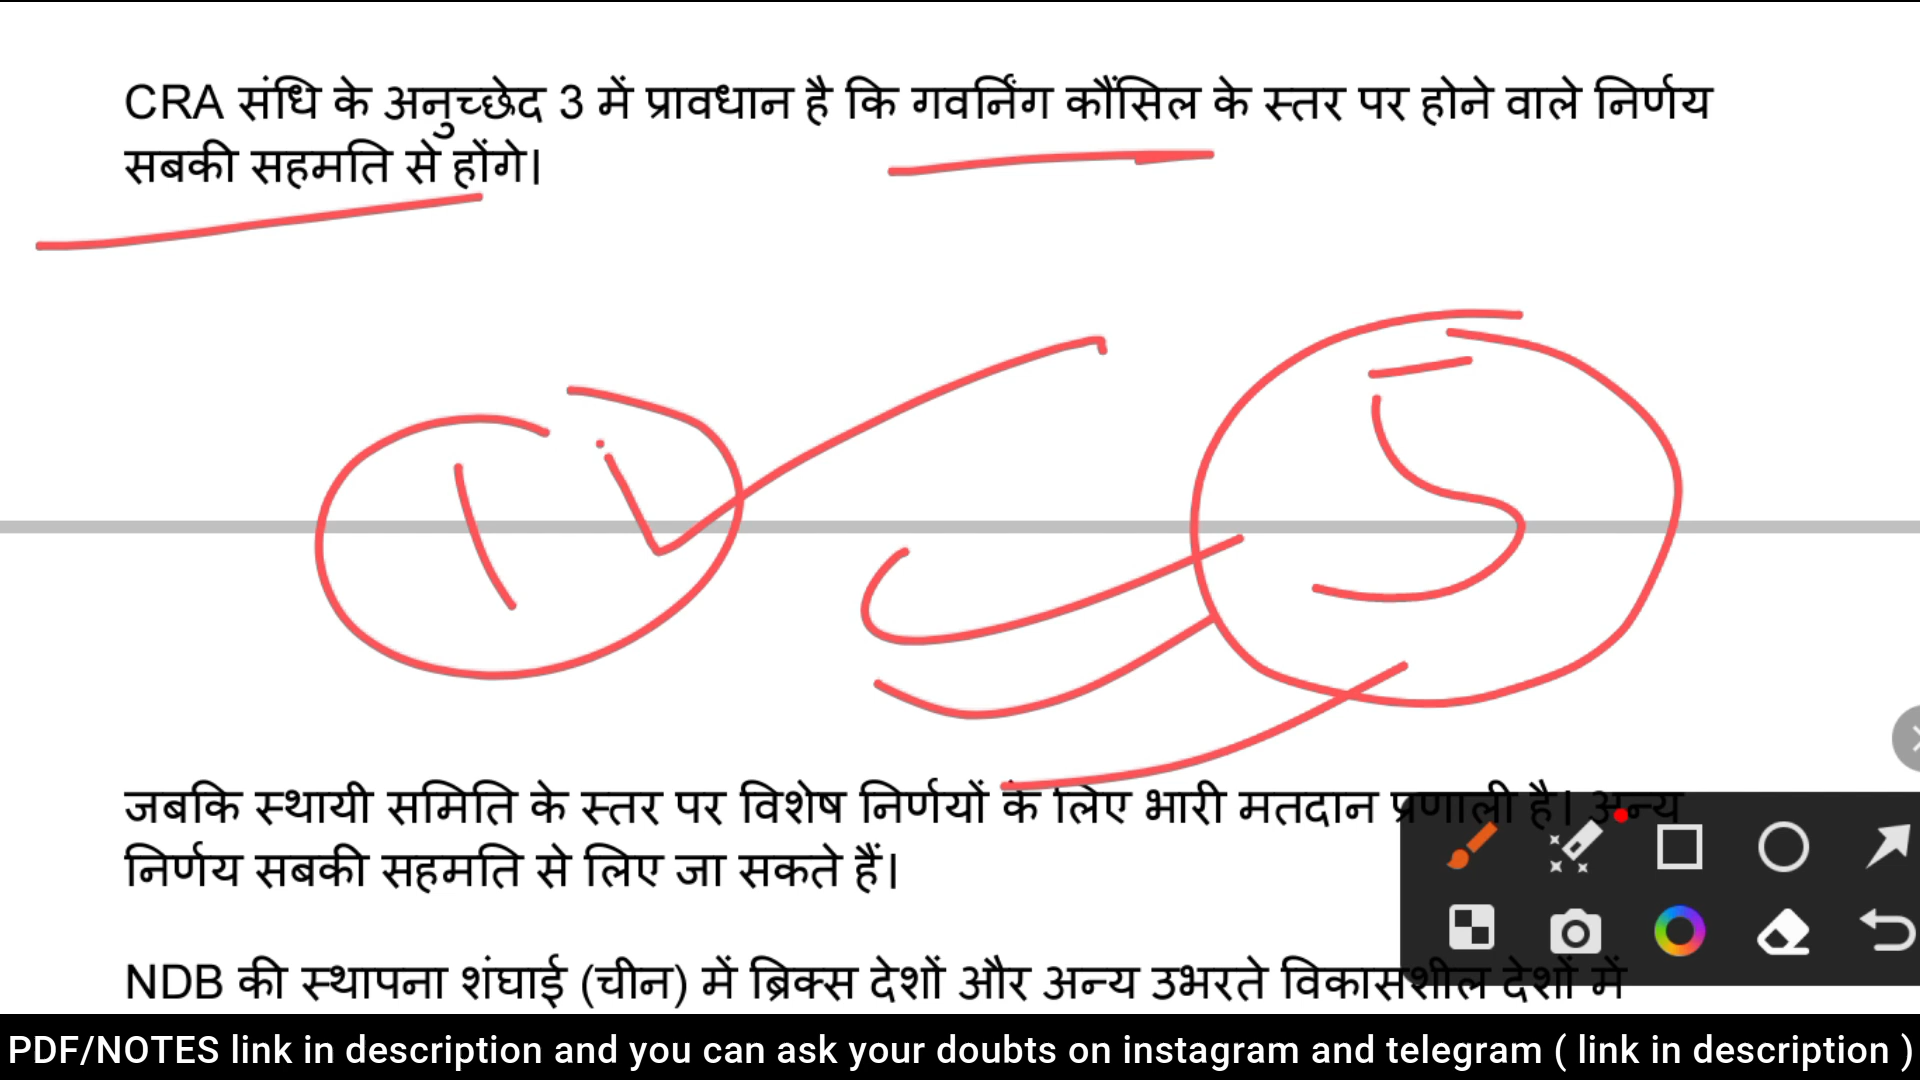 CRA संधि के अनुच्छेद 3 में प्रावधान है कि गवर्निंग कौंसिल के स्तर पर होने वाले निर्णय
सबकी सहमति से होंगे।
5
जबकि स्थायी समिति के स्तर पर विशेष निर्णयों के लिए भारी मतदान प्रणाली है। अन्य
निर्णय सबकी सहमति से लिए जा सकते हैं।
NDB की स्थापना शंघाई (चीन) में ब्रिक्स देशों और अन्य उभरते विकासशील देशों में
PDF/NOTES link in description and you can ask your doubts on instagram and telegram ( link in description )